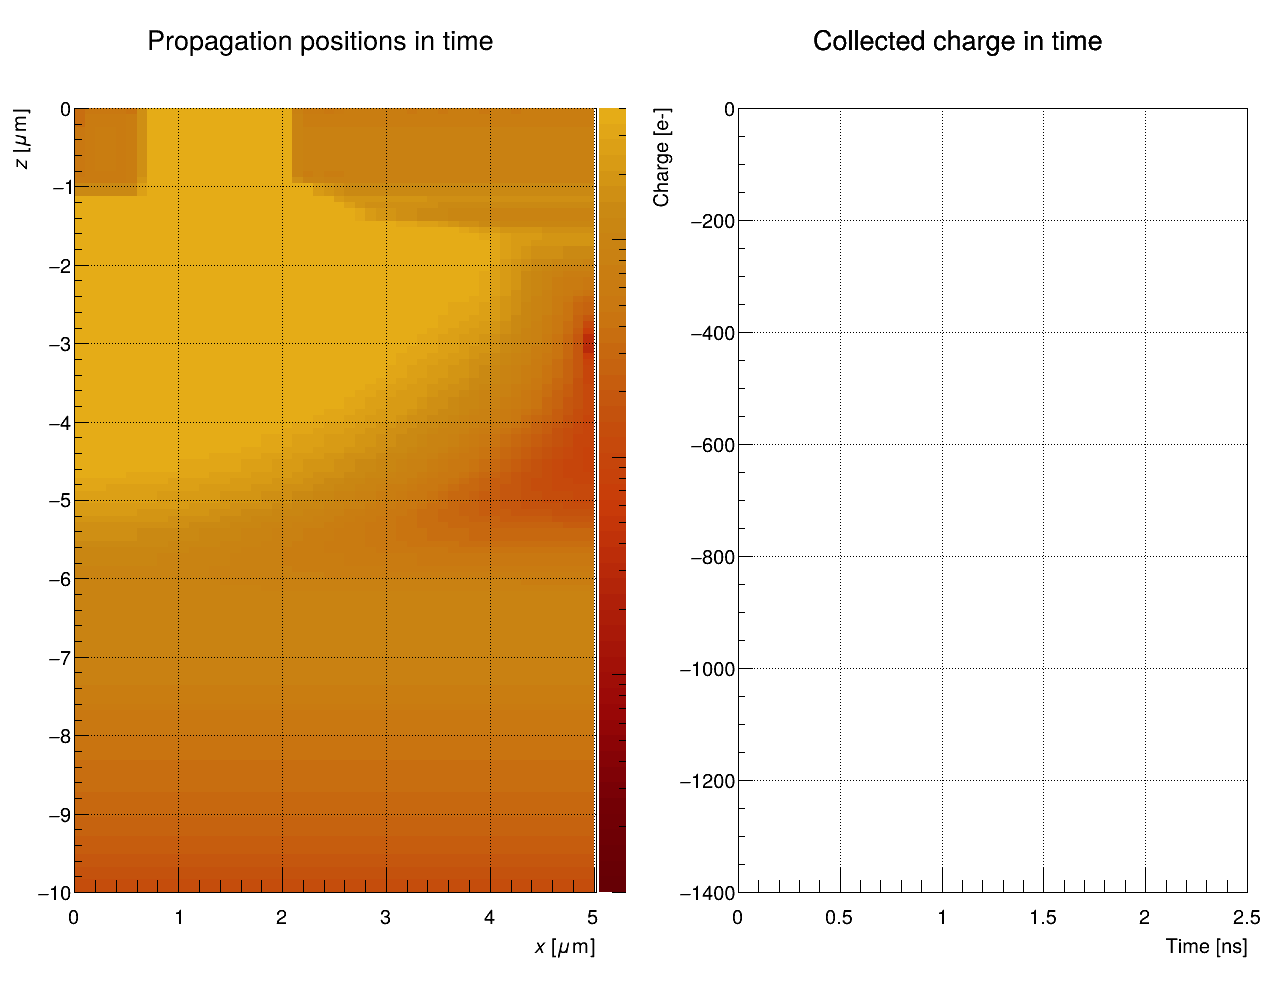 Propagation positions in time
Collected charge in time
z [μm]
0
−1
−2
−3
−4
−5
−6
−7
−8
−9
−10
0 1 2 3 4 5
x [μm]
Charge [e-]
0
−200
−400
−600
−800
−1000
−1200
−1400
0 0.5 1 1.5 2 2.5
Time [ns]